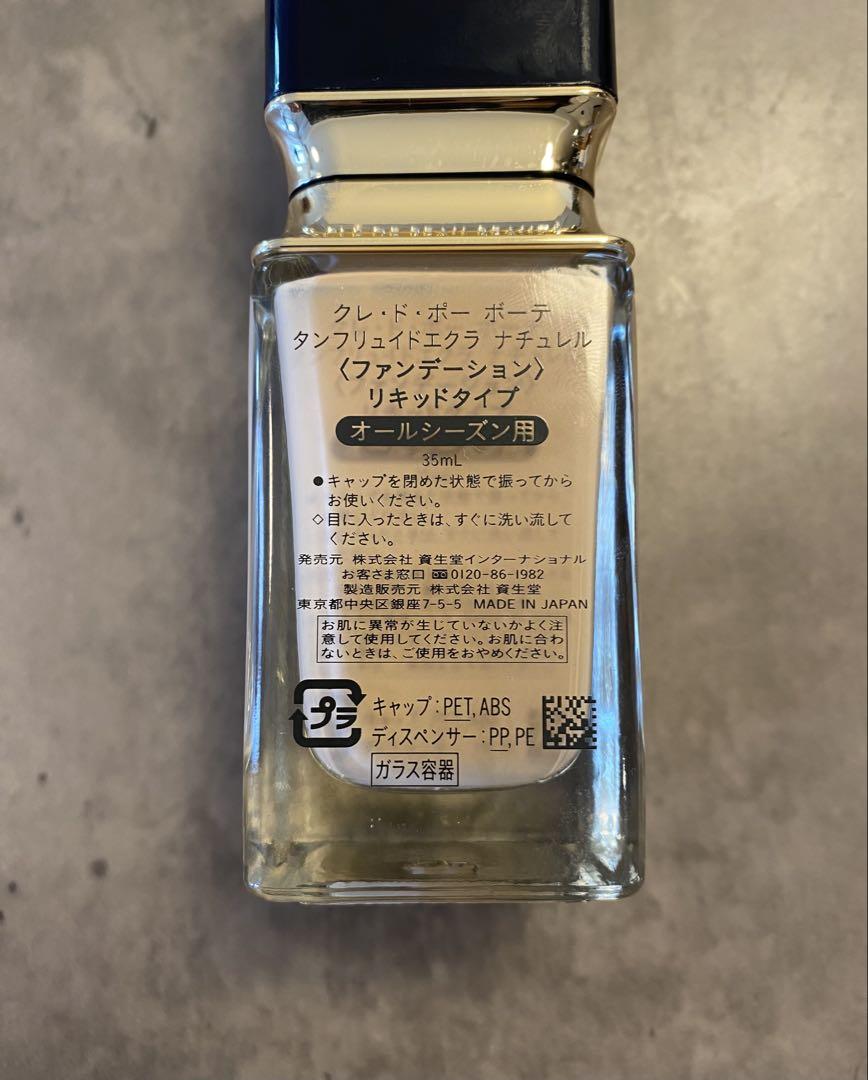 クレ・ド・ポー ボーテ
タンフリュイドエクラ ナチュレル
〈ファンデーション〉
リキッドタイプ
オールシーズン用
35mL
●キャップを閉めた状態で振ってから
お使いください。
◇目に入ったときは、すぐに洗い流して
ください。
発売元 株式会社 資生堂インターナショナル
お客さま窓口 0120-86-1982
製造販売元 株式会社 資生堂
東京都中央区銀座7-5-5 MADE IN JAPAN
お肌に異常が生じていないかよく注
意して使用してください。お肌に合わ
ないときは、ご使用をおやめください。
プラ
キャップ:PET,ABS
ディスペンサー:PP,PE
ガラス容器